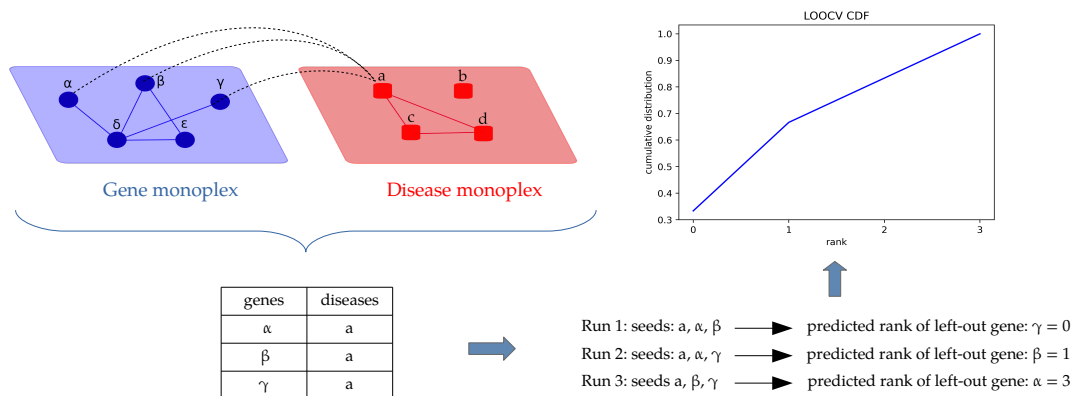 α
β
γ
δ
ε
a
b
c
d
Gene monoplex
Disease monoplex
LOOCV CDF
1.0
0.9
0.8
0.7
0.6
0.5
0.4
0.3
cumulative distribution
0 1 2 3
rank
genes diseases
α a
β a
γ a
Run 1: seeds: a, α, β predicted rank of left-out gene: γ = 0
Run 2: seeds: a, α, γ predicted rank of left-out gene: β = 1
Run 3: seeds a, β, γ predicted rank of left-out gene: α = 3